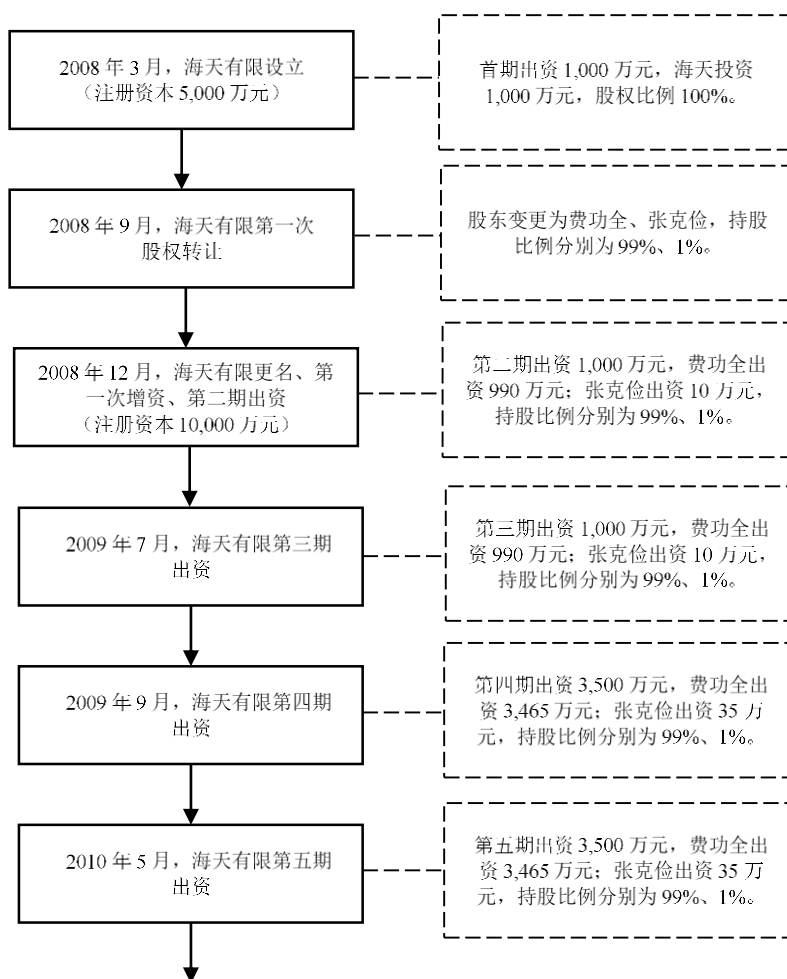 2008 年 3 月，海天有限设立
（注册资本 5,000 万元）
首期出资 1,000 万元，海天投资
1,000 万元，股权比例 100%。
2008 年 9 月，海天有限第一次
股权转让
股东变更为费功全、张克俭，持股
比例分别为 99%、1%。
2008 年 12 月，海天有限更名、第
一次增资、第二期出资
（注册资本 10,000 万元）
第二期出资 1,000 万元，费功全出
资 990 万元；张克俭出资 10 万元，
持股比例分别为 99%、1%。
2009 年 7 月，海天有限第三期
出资
第三期出资 1,000 万元，费功全出
资 990 万元；张克俭出资 10 万元，
持股比例分别为 99%、1%。
2009 年 9 月，海天有限第四期
出资
第四期出资 3,500 万元，费功全出
资 3,465 万元；张克俭出资 35 万
元，持股比例分别为 99%、1%。
2010 年 5 月，海天有限第五期
出资
第五期出资 3,500 万元，费功全出
资 3,465 万元；张克俭出资 35 万
元，持股比例分别为 99%、1%。